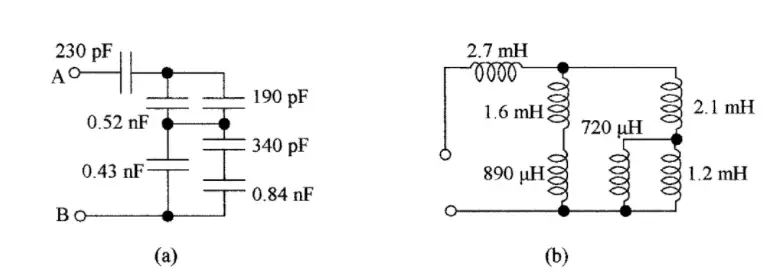 230 pF
A
190 pF
0.52 nF
340 pF
0.43 nF
0.84 nF
B
(a)
2.7 mH
1.6 mH
2.1 mH
720 μH
890 μH
1.2 mH
(b)